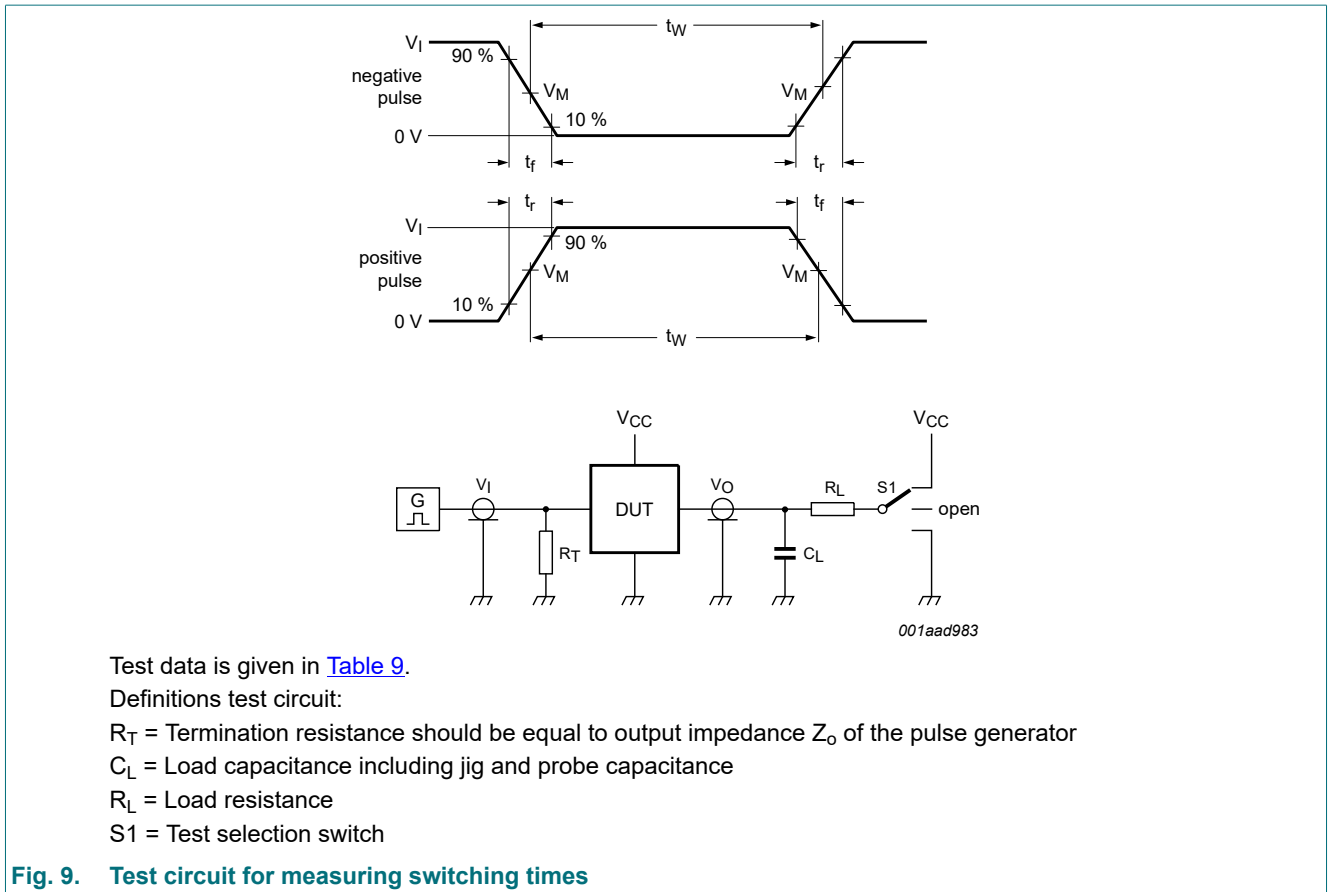 tW
VI
90 %
negative
pulse
VM
VM
10 %
0 V
tf
tr
tr
tf
VI
90 %
positive
pulse
VM
VM
10 %
0 V
tW
VCC
VCC
G
VI
DUT
VO
RL
S1
open
RT
CL
001aad983
Test data is given in Table 9.
Definitions test circuit:
RT = Termination resistance should be equal to output impedance Zo of the pulse generator
CL = Load capacitance including jig and probe capacitance
RL = Load resistance
S1 = Test selection switch
Fig. 9. Test circuit for measuring switching times